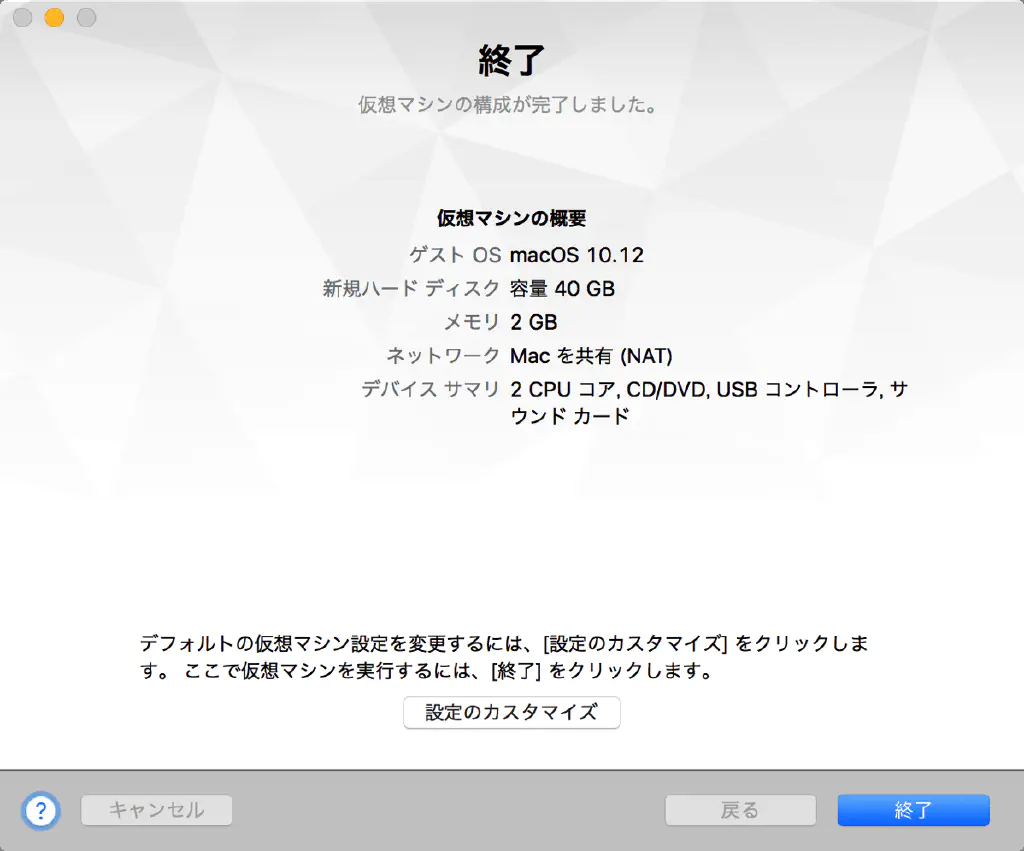 終了
仮想マシンの構成が完了しました。
仮想マシンの概要
ゲスト OS macOS 10.12
新規ハード ディスク 容量 40 GB
メモリ 2 GB
ネットワーク Mac を共有 (NAT)
デバイス サマリ 2 CPU コア, CD/DVD, USB コントローラ, サ
ウンド カード
デフォルトの仮想マシン設定を変更するには、[設定のカスタマイズ] をクリックしま
す。 ここで仮想マシンを実行するには、[終了] をクリックします。
設定のカスタマイズ
? キャンセル 戻る 終了